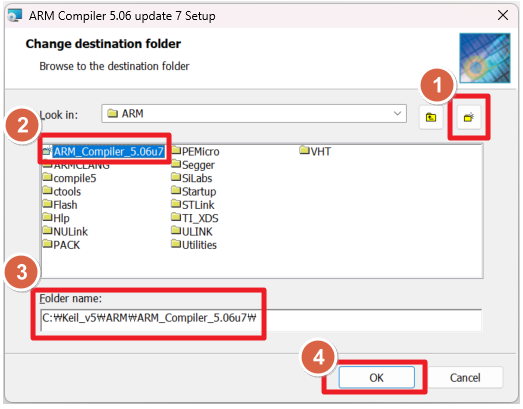 ARM Compiler 5.06 update 7 Setup
Change destination folder
Browse to the destination folder
1
Look in:
ARM
2
ARM_Compiler_5.06u7 PEMicro VHT
ARMCLANG Segger
compile5 SiLabs
ctools Startup
Flash STLink
Hlp TI_XDS
NULink ULINK
PACK Utilities
3
Folder name:
C:₩Keil_v5₩ARM₩ARM_Compiler_5.06u7₩
4
OK Cancel